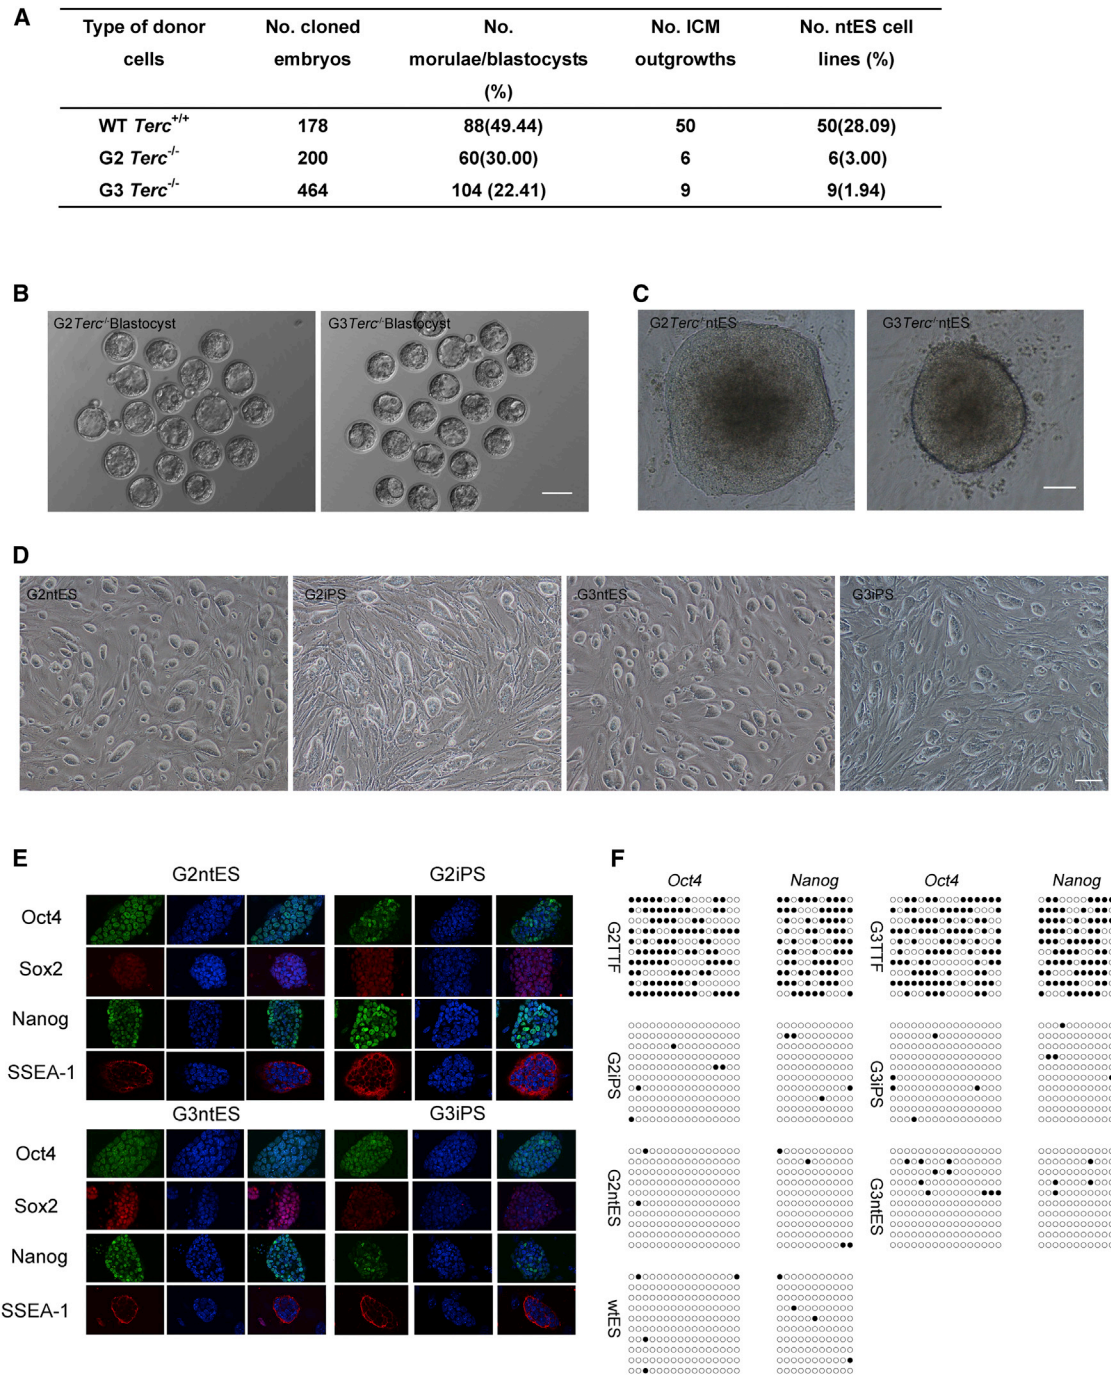 A
Type of donor cells | No. cloned embryos | No. morulae/blastocysts (%) | No. ICM outgrowths | No. ntES cell lines (%)
WT Terc+/+ | 178 | 88(49.44) | 50 | 50(28.09)
G2 Terc-/- | 200 | 60(30.00) | 6 | 6(3.00)
G3 Terc-/- | 464 | 104 (22.41) | 9 | 9(1.94)
B
G2Terc-/-Blastocyst
G3Terc-/-Blastocyst
C
G2Terc-/-ntES
G3Terc-/-ntES
D
G2ntES
G2iPS
G3ntES
G3iPS
E
G2ntES
G2iPS
Oct4
Sox2
Nanog
SSEA-1
G3ntES
G3iPS
Oct4
Sox2
Nanog
SSEA-1
F
Oct4
Nanog
Oct4
Nanog
G2TTF
G3TTF
G2iPS
G3iPS
G2ntES
G3ntES
wtES